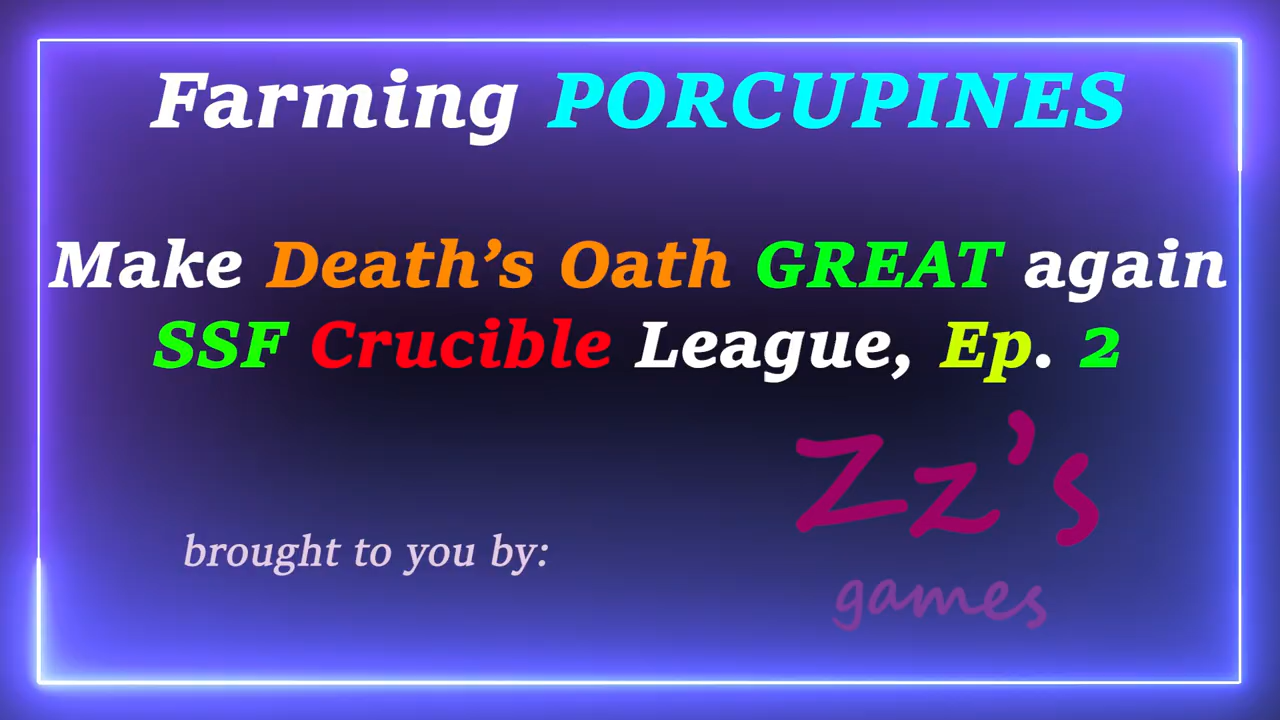 Farming PORCUPINES
Make Death’s Oath GREAT again
SSF Crucible League, Ep. 2
brought to you by:
Zz’s
games